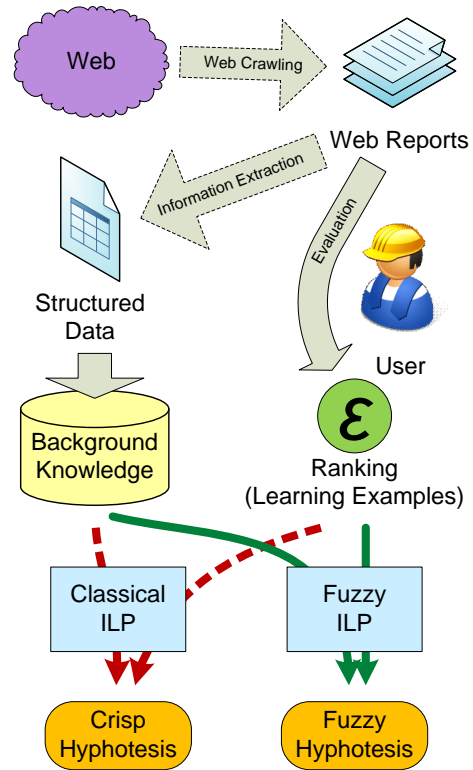 Web
Web Crawling
Web Reports
Information Extraction
Evaluation
Structured
Data
User
Background
Knowledge
ε
Ranking
(Learning Examples)
Classical
ILP
Fuzzy
ILP
Crisp
Hyphotesis
Fuzzy
Hyphotesis